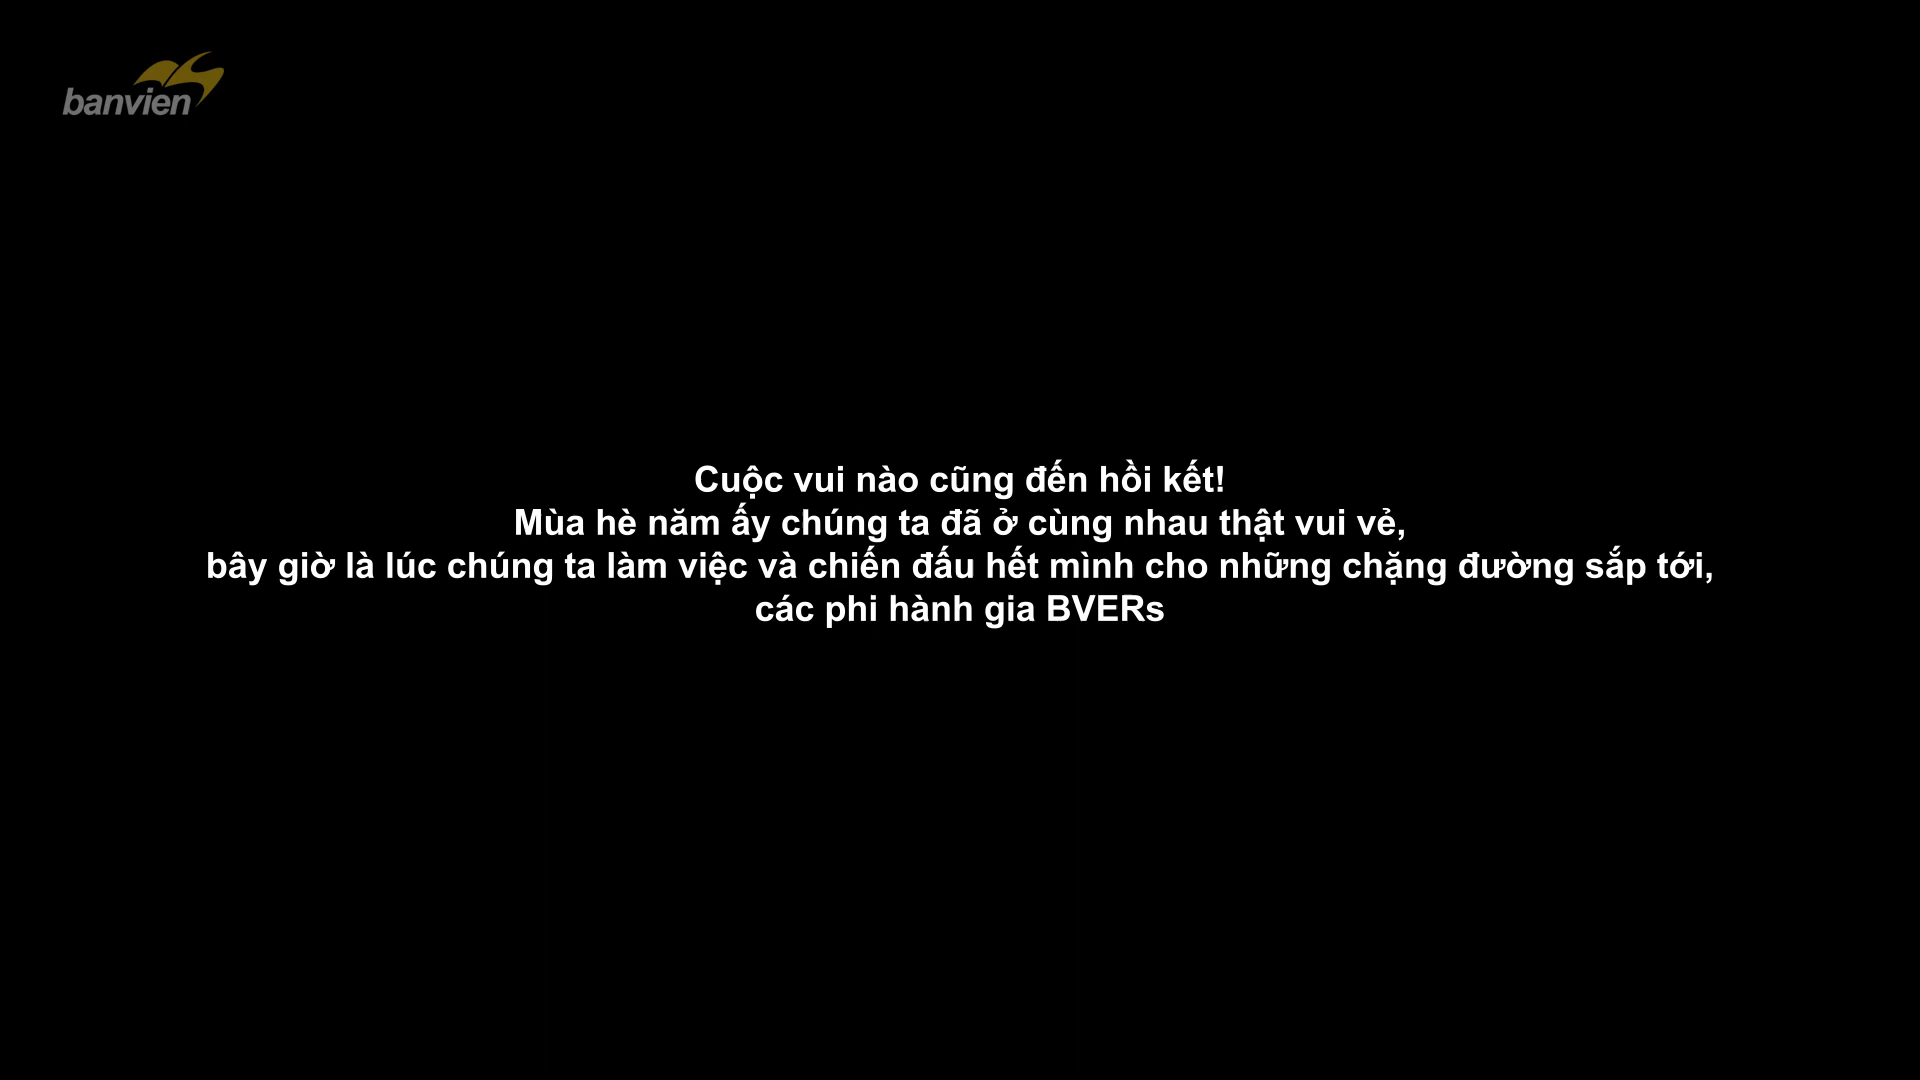 banvien
Cuộc vui nào cũng đến hồi kết!
Mùa hè năm ấy chúng ta đã ở cùng nhau thật vui vẻ,
bây giờ là lúc chúng ta làm việc và chiến đấu hết mình cho những chặng đường sắp tới,
các phi hành gia BVERs